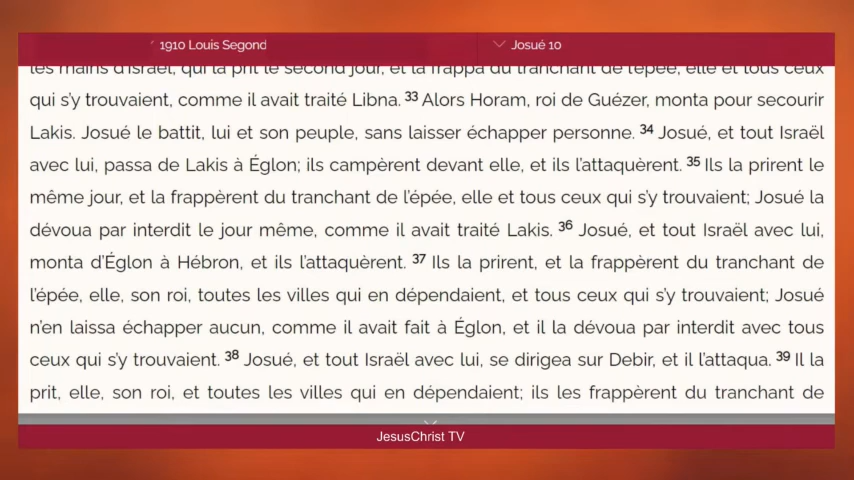 1910 Louis Segond
Josué 10
les mains d'Israël, qui la prit le second jour, et la frappa du tranchant de l'épée, elle et tous ceux
qui s'y trouvaient, comme il avait traité Libna. 33 Alors Horam, roi de Guézer, monta pour secourir
Lakis. Josué le battit, lui et son peuple, sans laisser échapper personne. 34 Josué, et tout Israël
avec lui, passa de Lakis à Églon; ils campèrent devant elle, et ils l'attaquèrent. 35 Ils la prirent le
même jour, et la frappèrent du tranchant de l'épée, elle et tous ceux qui s'y trouvaient; Josué la
dévoua par interdit le jour même, comme il avait traité Lakis. 36 Josué, et tout Israël avec lui,
monta d'Églon à Hébron, et ils l'attaquèrent. 37 Ils la prirent, et la frappèrent du tranchant de
l'épée, elle, son roi, toutes les villes qui en dépendaient, et tous ceux qui s'y trouvaient; Josué
n'en laissa échapper aucun, comme il avait fait à Églon, et il la dévoua par interdit avec tous
ceux qui s'y trouvaient. 38 Josué, et tout Israël avec lui, se dirigea sur Debir, et il l'attaqua. 39 Il la
prit, elle, son roi, et toutes les villes qui en dépendaient; ils les frappèrent du tranchant de
JesusChrist TV